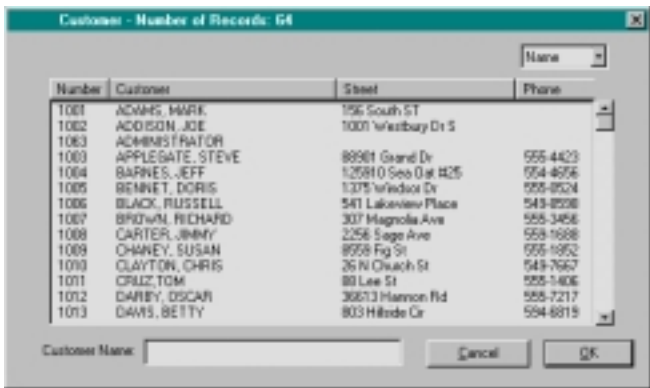 Customer - Number of Records: 64
Name
Number Customer Street Phone
1001 ADAMS, MARK 156 South ST
1002 ADDISON, JOE 1001 Westbury Dr S
1063 ADMINISTRATOR
1003 APPLEGATE, STEVE 88901 Grand Dr 555-4423
1004 BARNES, JEFF Sea Oat #25 554-4656
1005 BENNET, DORIS 1375 Windsor Dr 555-8524
1006 BLACK, RUSSELL 541 Lakeview Place 549-8598
1007 BROWN, RICHARD 307 Magnolia Ave 555-3456
1008 CARTER, JIMMY 2256 Sage Ave 559-1688
1009 CHANEY, SUSAN 8559 Fig St 555-1852
1010 CLAYTON, CHRIS 26 N Church St 549-7667
1011 CRUZ,TOM 88 Lee St 555-1406
1012 DARBY, OSCAR 36613 Hannon Rd 555-7217
1013 DAVIS, BETTY 803 Hillside Cir 594-6819
Customer Name: Cancel OK